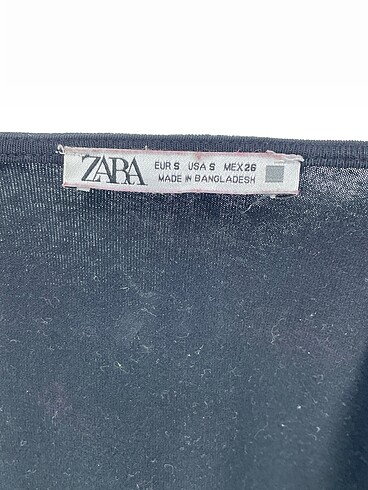 ZARA
EUR S USA S MEX 26
MADE IN BANGLADESH